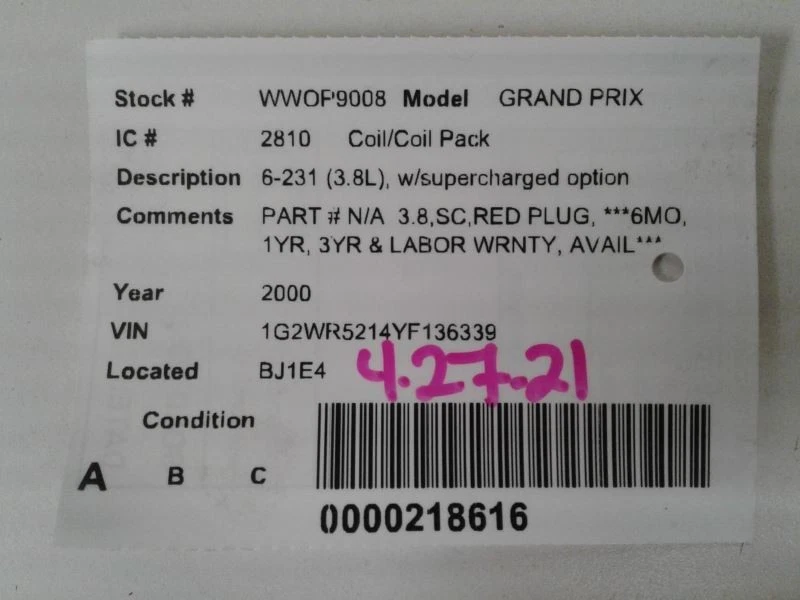 Stock # WWOP9008 Model GRAND PRIX
IC # 2810 Coil/Coil Pack
Description 6-231 (3.8L), w/supercharged option
Comments PART # N/A 3.8,SC,RED PLUG, ***6MO,
1YR, 3YR & LABOR WRNTY, AVAIL***
Year 2000
VIN 1G2WR5214YF136339
Located BJ1E4 4.27.21
Condition
A B C
0000218616